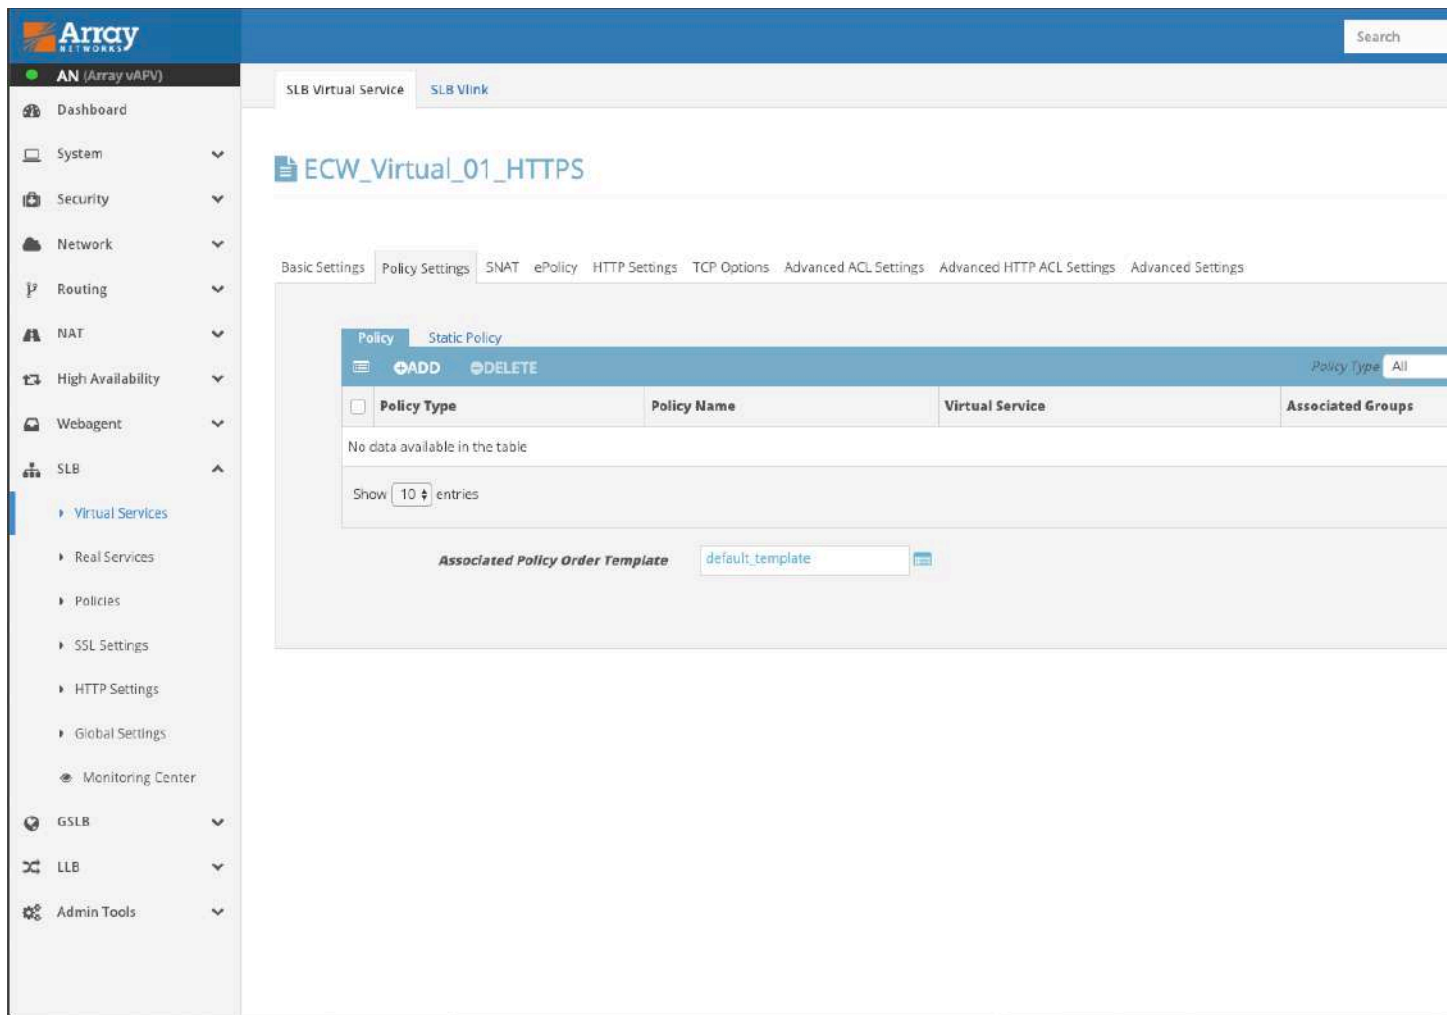 Array
NETWORKS
Search
AN (Array vAPV)
SLB Virtual Service SLB Vlink
Dashboard
System
Security
Network
Routing
NAT
High Availability
Webagent
SLB
Virtual Services
Real Services
Policies
SSL Settings
HTTP Settings
Global Settings
Monitoring Center
GSLB
LLB
Admin Tools
ECW_Virtual_01_HTTPS
Basic Settings Policy Settings SNAT ePolicy HTTP Settings TCP Options Advanced ACL Settings Advanced HTTP ACL Settings Advanced Settings
Policy Static Policy
ADD DELETE Policy Type All
Policy Type Policy Name Virtual Service Associated Groups
No data available in the table
Show 10 entries
Associated Policy Order Template default_template